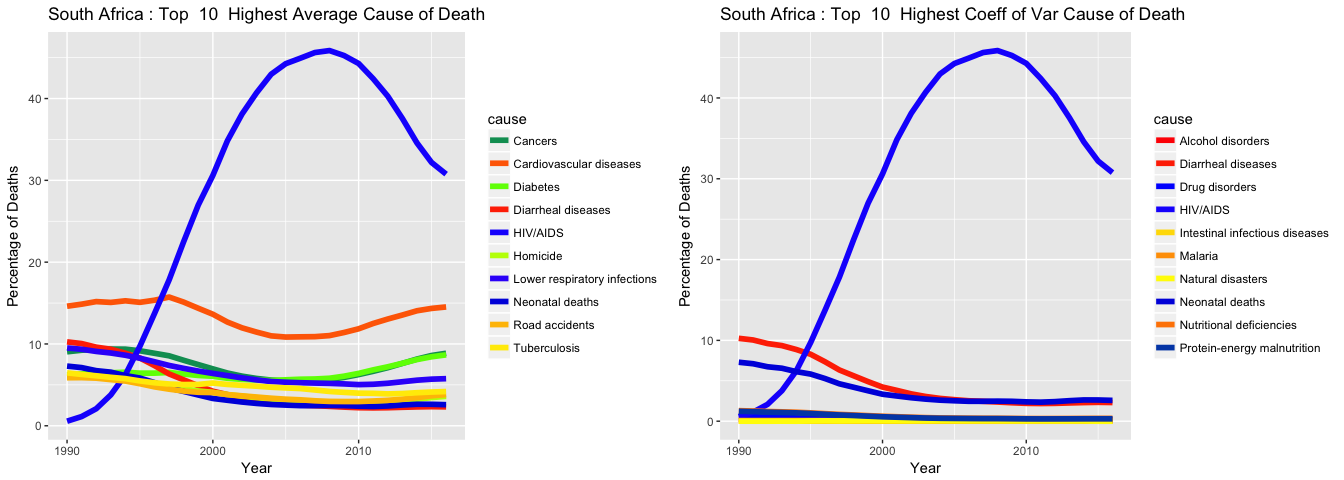 South Africa : Top  10  Highest Average Cause of Death
Percentage of Deaths
40
30
20
10
0
1990
2000
2010
Year
cause
Cancers
Cardiovascular diseases
Diabetes
Diarrheal diseases
HIV/AIDS
Homicide
Lower respiratory infections
Neonatal deaths
Road accidents
Tuberculosis
South Africa : Top  10  Highest Coeff of Var Cause of Death
Percentage of Deaths
40
30
20
10
0
1990
2000
2010
Year
cause
Alcohol disorders
Diarrheal diseases
Drug disorders
HIV/AIDS
Intestinal infectious diseases
Malaria
Natural disasters
Neonatal deaths
Nutritional deficiencies
Protein-energy malnutrition